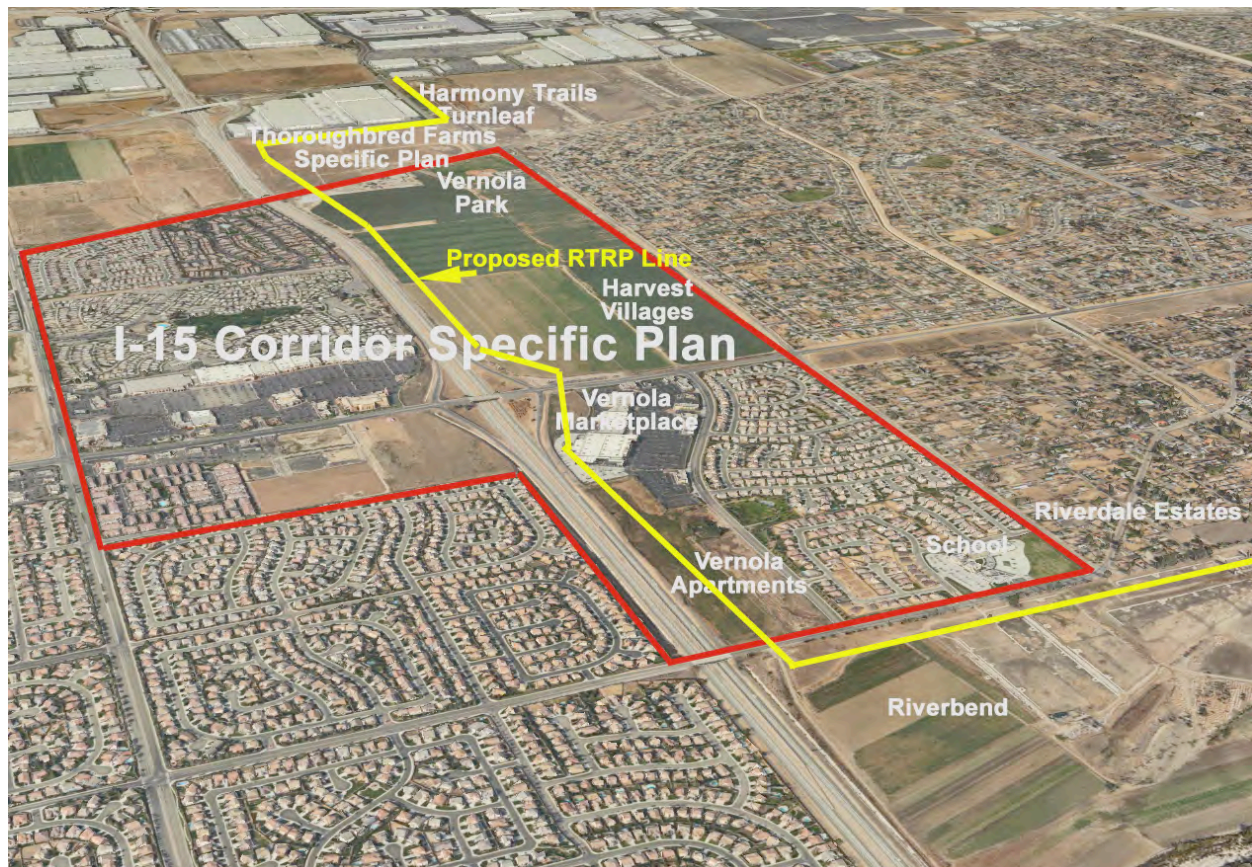 Harmony Trails
Turnleaf
Thoroughbred Farms
Specific Plan
Vernola
Park
Proposed RTRP Line
Harvest
Villages
I-15 Corridor Specific Plan
Vernola
Marketplace
Riverdale Estates
School
Vernola
Apartments
Riverbend